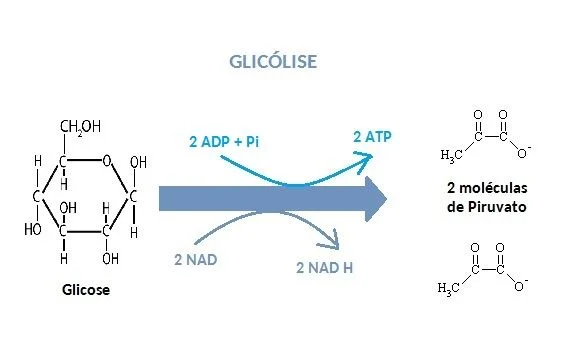 GLICÓLISE
2 ADP + Pi
2 ATP
2 NAD
2 NAD H
CH2OH
H
C
O
OH
H
H
C
C
OH
H
HO
C
C
H
H
OH
Glicose
O
O
C
C
H3C
O-
2 moléculas
de Piruvato
O
O
C
C
H3C
O-